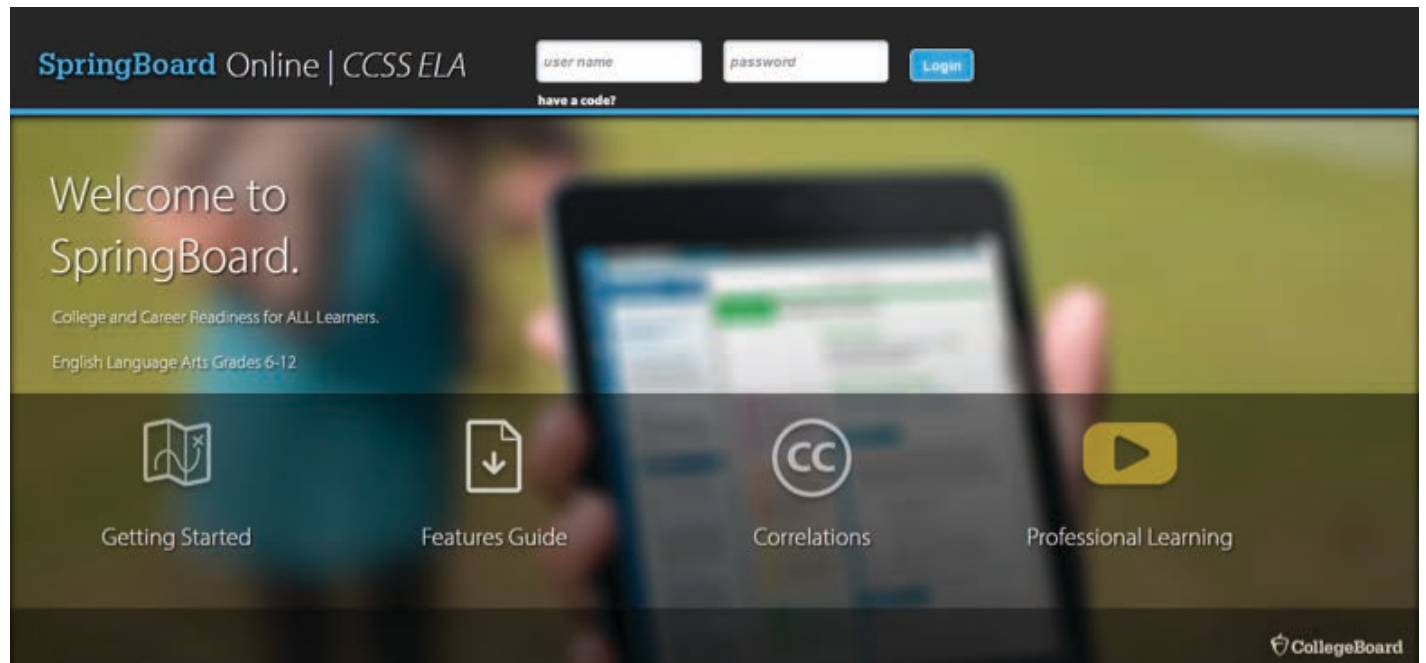 SpringBoard Online | CCSS ELA
user name
password
Login
have a code?
Welcome to
SpringBoard.
College and Career Readiness for ALL Learners.
English Language Arts Grades 6-12
CC
Getting Started
Features Guide
Correlations
Professional Learning
CollegeBoard